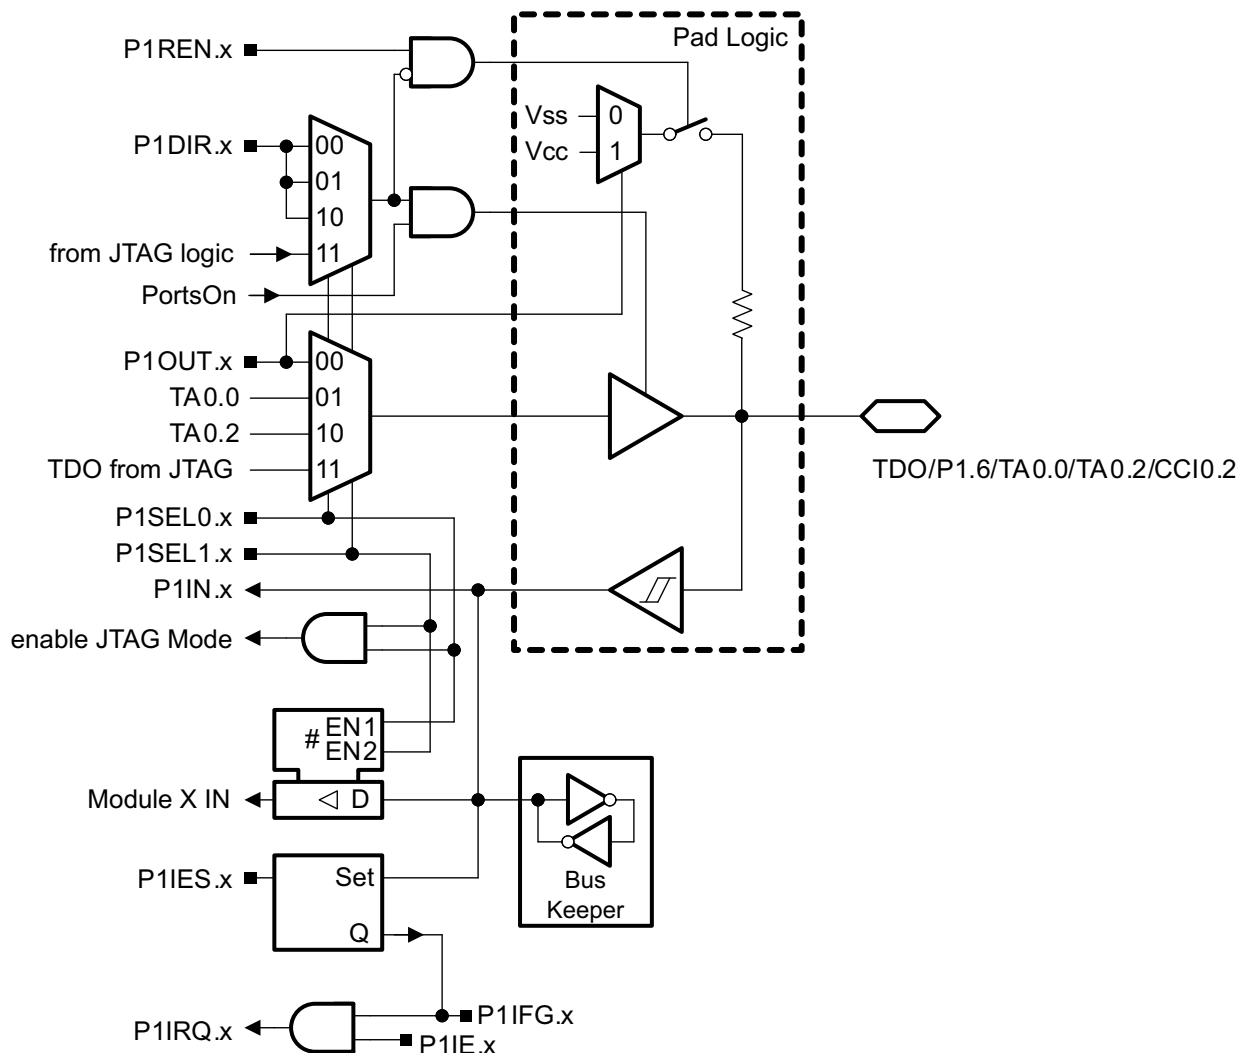 Pad Logic
P1REN.x
Vss
0
Vcc
1
P1DIR.x
00
01
10
from JTAG logic
11
PortsOn
P1OUT.x
00
TA0.0
01
TA0.2
10
TDO from JTAG
11
TDO/P1.6/TA0.0/TA0.2/CCI0.2
P1SEL0.x
P1SEL1.x
P1IN.x
enable JTAG Mode
# EN1
EN2
Module X IN
D
P1IES.x
Set
Q
Bus
Keeper
P1IRQ.x
P1IFG.x
P1IE.x